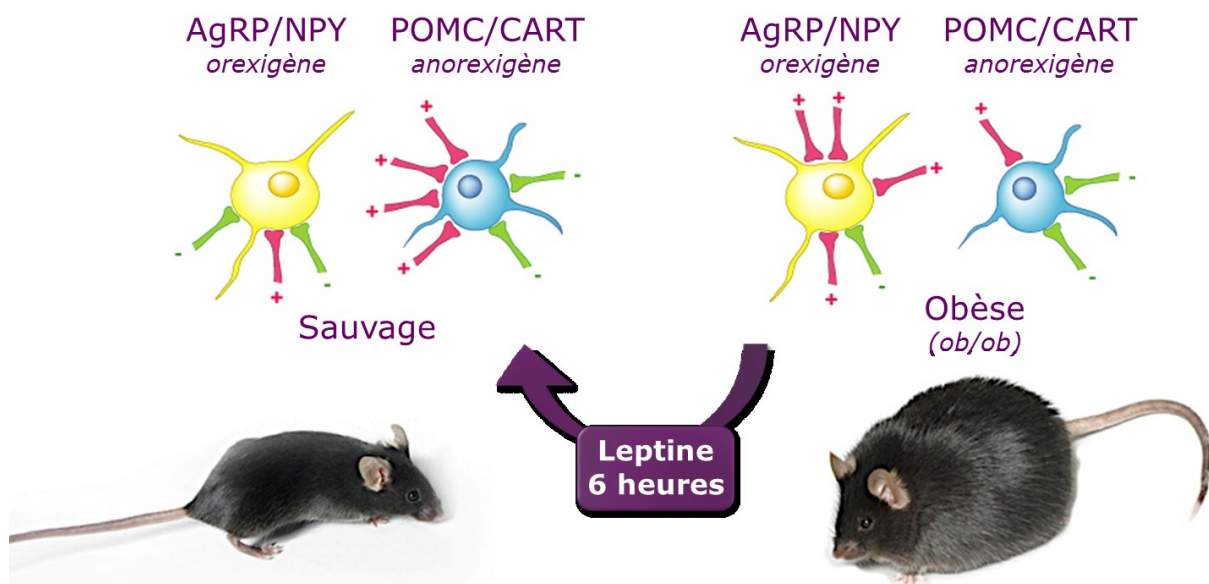 AgRP/NPY
orexigène
POMC/CART
anorexigène
AgRP/NPY
orexigène
POMC/CART
anorexigène
+
+
+
+
-
-
-
+
-
+
+
+
+
-
+
-
-
Sauvage
Obèse
(ob/ob)
Leptine
6 heures